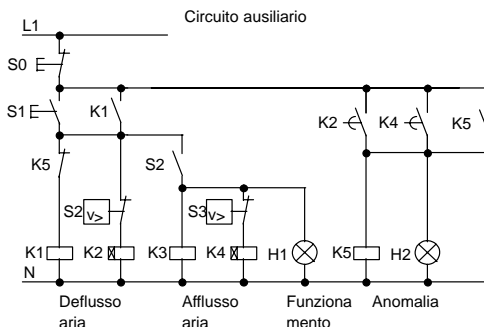 Circuito ausiliario
L1
S0
S1 K1 K2 K4 K5
K5 S2
S2 v> S3 v>
K1 K2 K3 K4 H1 K5 H2
N
Deflusso Afflusso Funziona Anomalia
aria aria mento